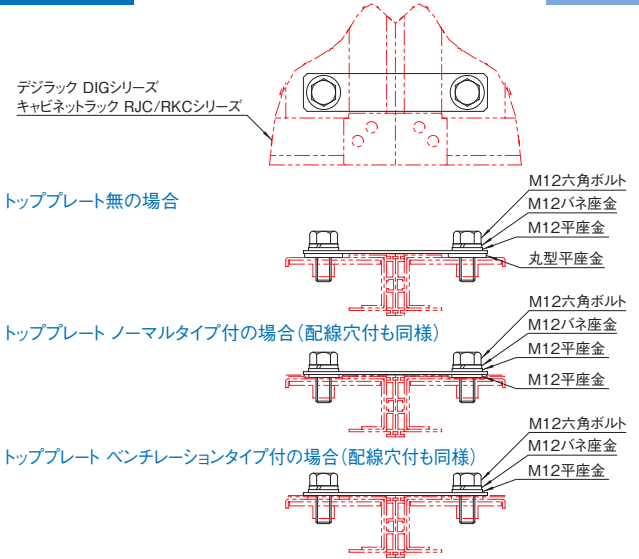 デジラック DIGシリーズ
キャビネットラック RJC/RKCシリーズ
トッププレート無の場合
M12六角ボルト
M12バネ座金
M12平座金
丸型平座金
トッププレート ノーマルタイプ付の場合(配線穴付も同様)
M12六角ボルト
M12バネ座金
M12平座金
M12平座金
トッププレート ベンチレーションタイプ付の場合(配線穴付も同様)
M12六角ボルト
M12バネ座金
M12平座金